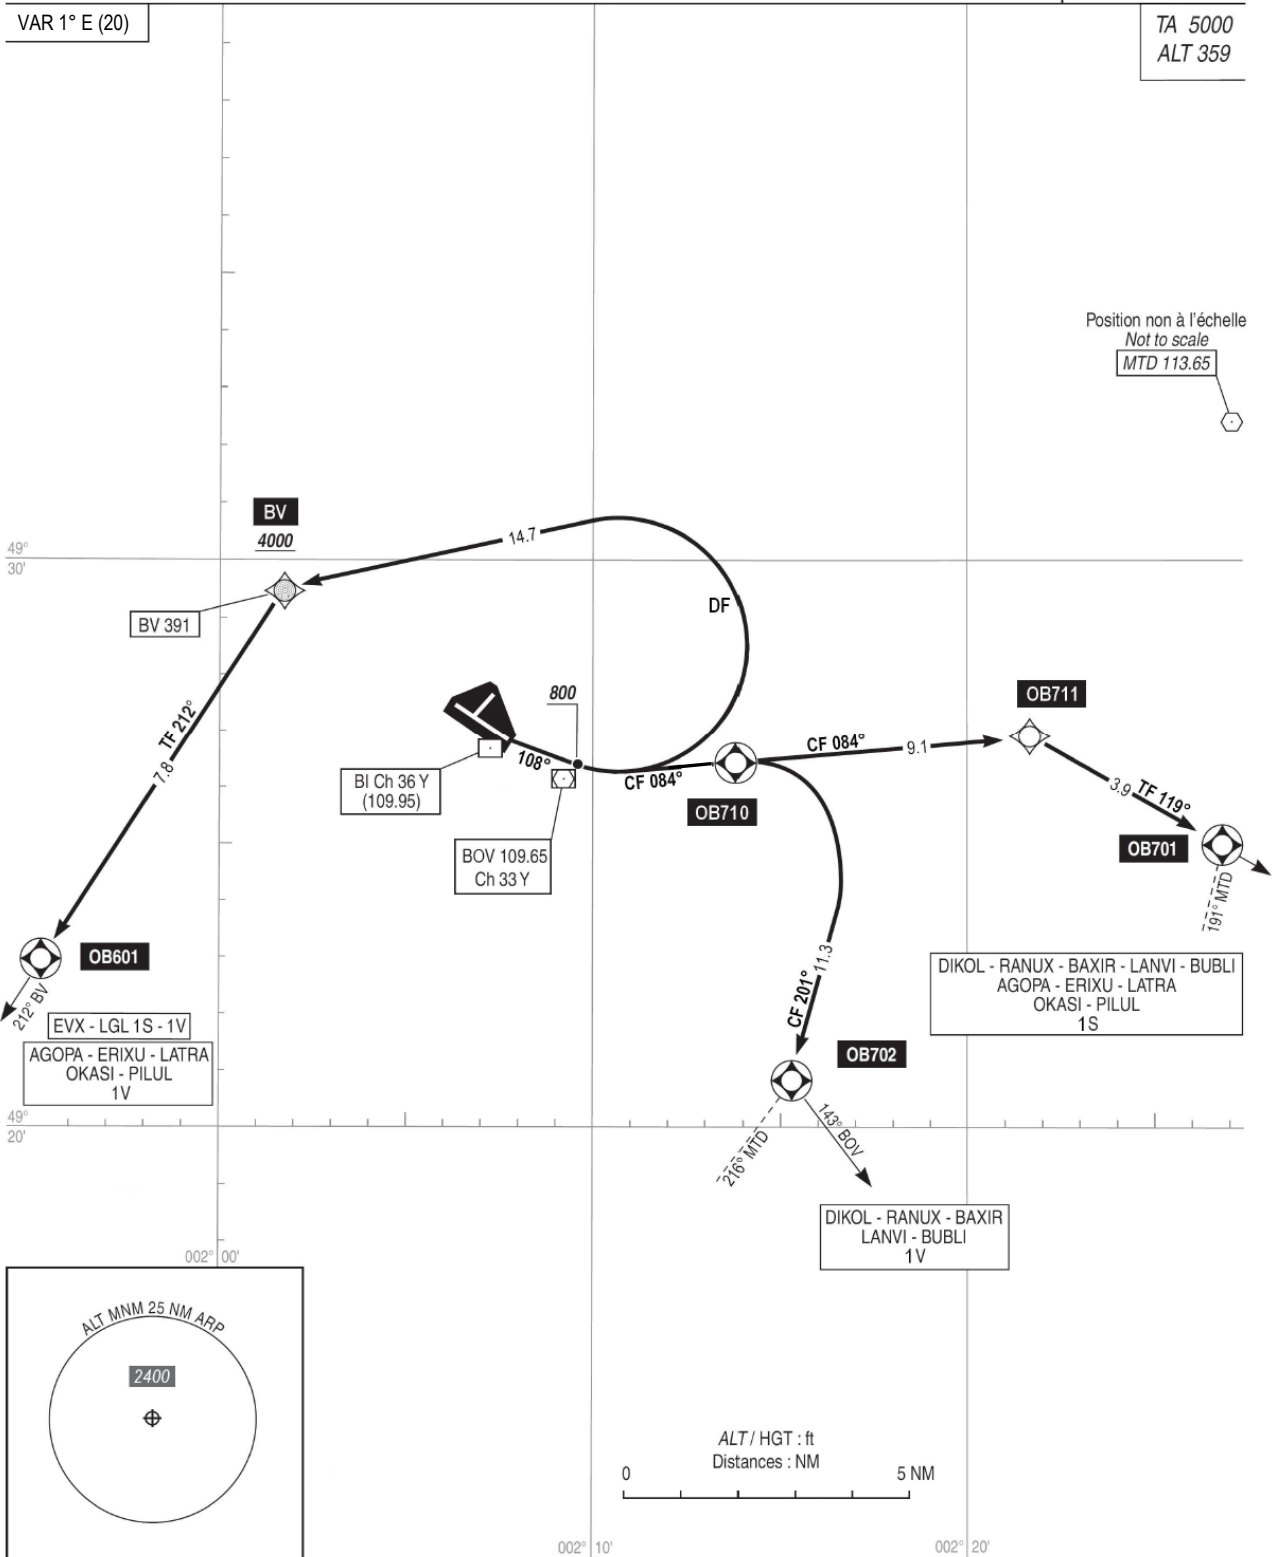 VAR 1° E (20)
TA 5000
ALT 359
Position non à l'échelle
Not to scale
MTD 113.65
BV
4000
14.7
49°
30'
BV 391
DF
TF 212°
7.8
800
108°
BI Ch 36 Y
(109.95)
BOV 109.65
Ch 33 Y
CF 084°
OB710
CF 084°
9.1
OB711
3.9
TF 119°
OB701
191° MTD
OB601
212° BV
EVX - LGL 1S - 1V
AGOPA - ERIXU - LATRA
OKASI - PILUL
1V
11.3
CF 201°
OB702
DIKOL - RANUX - BAXIR - LANVI - BUBLI
AGOPA - ERIXU - LATRA
OKASI - PILUL
1S
49°
20'
216° MTD
143° BOV
DIKOL - RANUX - BAXIR
LANVI - BUBLI
1V
002° 00'
ALT MNM 25 NM ARP
2400
ALT / HGT : ft
Distances : NM
0
5 NM
002° 10'
002° 20'